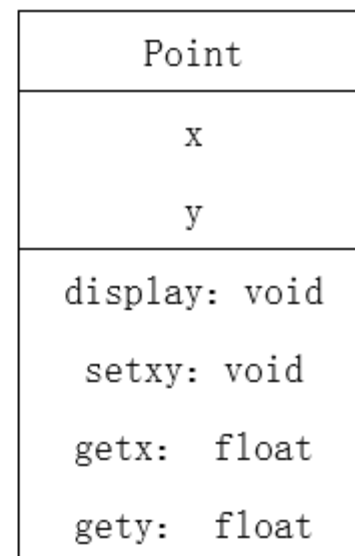 Point
x
y
display: void
setxy: void
getx: float
gety: float